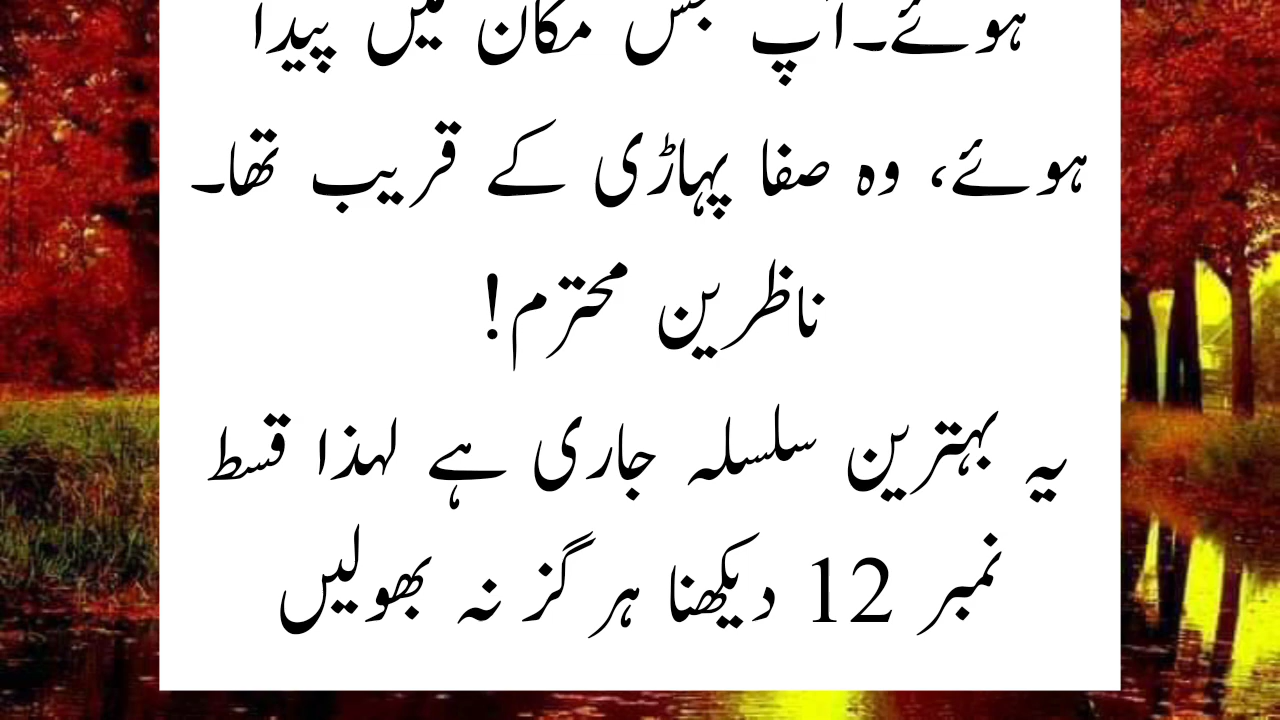 ہوئے۔آپ جس مکان میں پیدا
ہوئے، وہ صفا پہاڑی کے قریب تھا۔
ناظرین محترم!
یہ بہترین سلسلہ جاری ہے لہذا قسط
نمبر 12 دیکھنا ہرگز نہ بھولیں